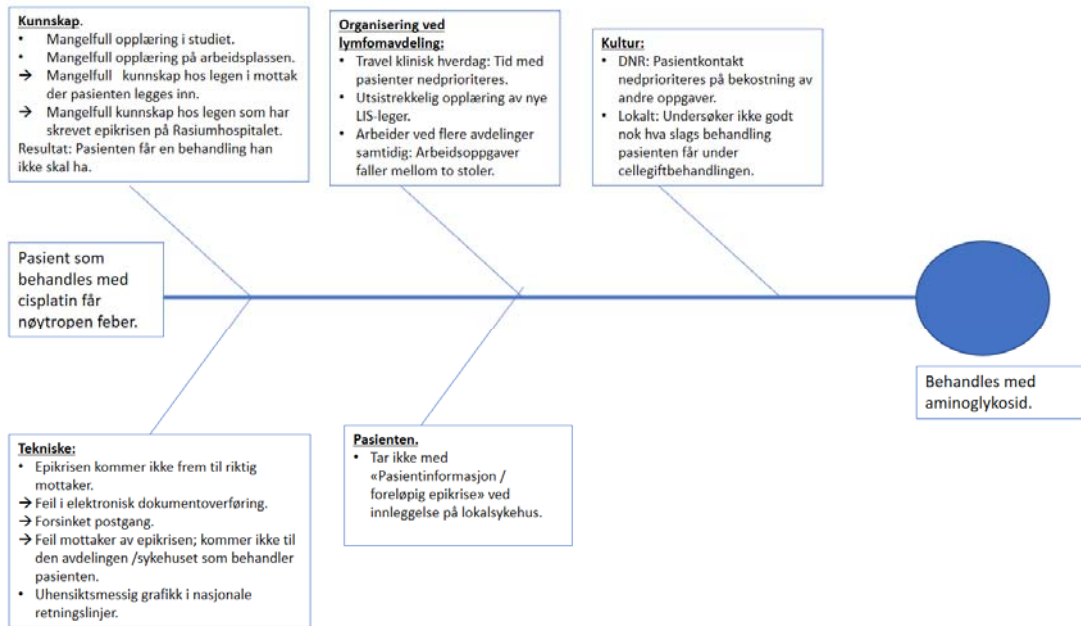 Kunnskap.
• Mangelfull opplæring i studiet.
• Mangelfull opplæring på arbeidsplassen.
→ Mangelfull kunnskap hos legen i mottak
der pasienten legges inn.
→ Mangelfull kunnskap hos legen som har
skrevet epikrisen på Rasiumhospitalet.
Resultat: Pasienten får en behandling han
ikke skal ha.
Organisering ved
lymfomavdeling:
• Travel klinisk hverdag: Tid med
pasienter nedprioriteres.
• Utsistrekkelig opplæring av nye
LIS-leger.
• Arbeider ved flere avdelinger
samtidig: Arbeidsoppgaver
faller mellom to stoler.
Kultur:
• DNR: Pasientkontakt
nedprioriteres på bekostning av
andre oppgaver.
• Lokalt: Undersøker ikke godt
nok hva slags behandling
pasienten får under
cellegiftbehandlingen.
Pasient som
behandles med
cisplatin får
nøytropen feber.
Behandles med
aminoglykosid.
Tekniske:
• Epikrisen kommer ikke frem til riktig
mottaker.
→ Feil i elektronisk dokumentoverføring.
→ Forsinket postgang.
→ Feil mottaker av epikrisen; kommer ikke til
den avdelingen /sykehuset som behandler
pasienten.
• Uhensiktsmessig grafikk i nasjonale
retningslinjer.
Pasienten.
• Tar ikke med
«Pasientinformasjon /
foreløpig epikrise» ved
innleggelse på lokalsykehus.